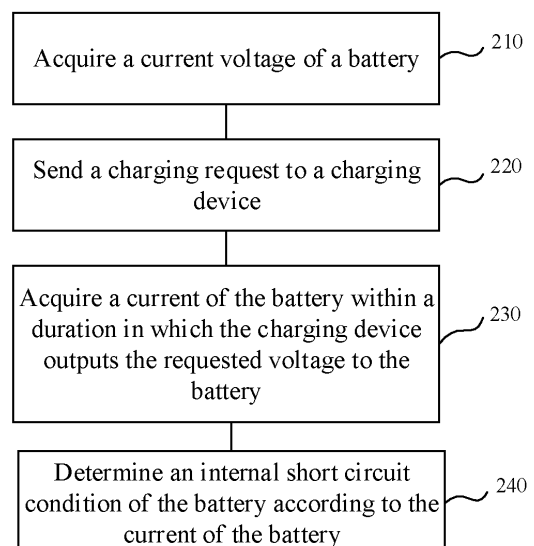 Acquire a current voltage of a battery
210
Send a charging request to a charging
device
220
Acquire a current of the battery within a
duration in which the charging device
outputs the requested voltage to the
battery
230
Determine an internal short circuit
condition of the battery according to the
current of the battery
240